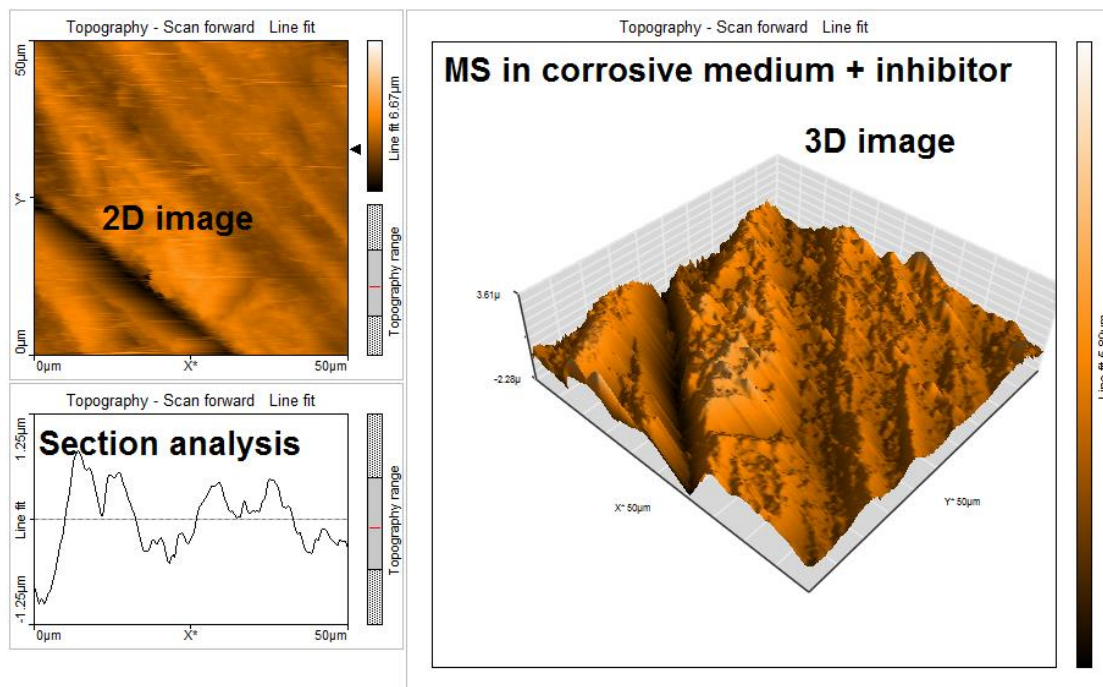 Topography - Scan forward Line fit
50µm
Y*
0µm
2D image
0µm X* 50µm
Line fit 6.67µm
Topography range
Topography - Scan forward Line fit
1.25µm
Line fit
-1.25µm
Section analysis
0µm X* 50µm
Topography range
Topography - Scan forward Line fit
MS in corrosive medium + inhibitor
3D image
3.61µ
-2.28µ
X* 50µm
Y* 50µm